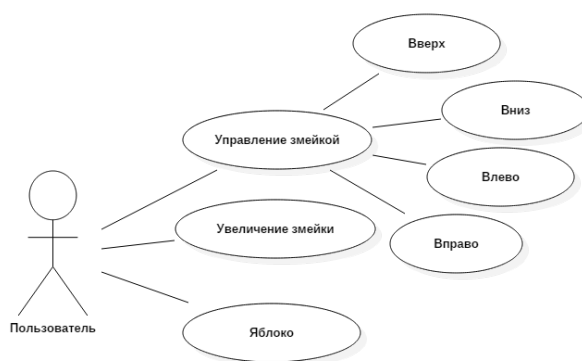 Вверх
Вниз
Управление змейкой
Влево
Увеличение змейки
Вправо
Пользователь
Яблоко